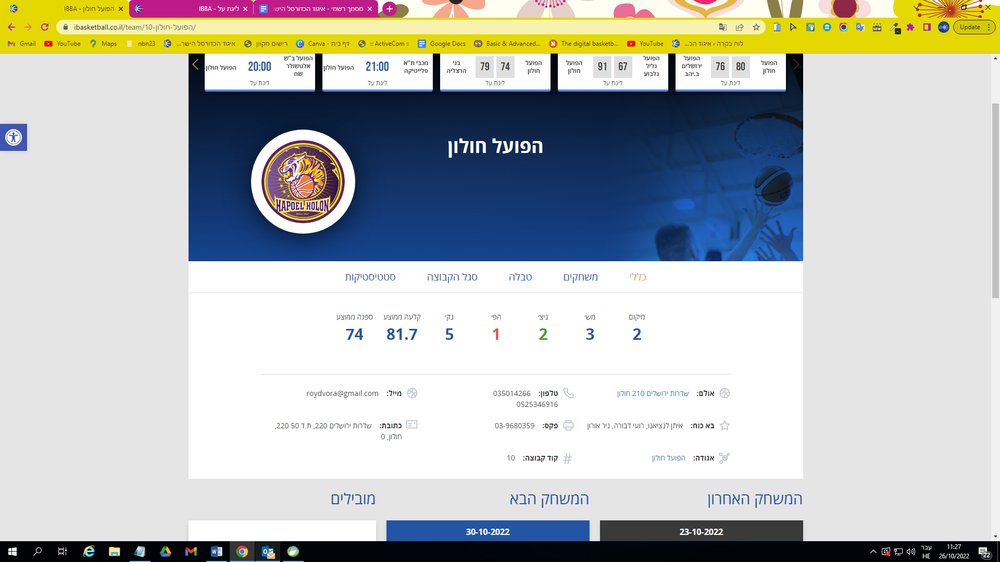 הפועל חולון - IBBA
ליגת על - IBBA
מסמך רשמי - איגוד הכדורסל הישר
ibasketball.co.il/team/10-הפועל-חולון/
Update
Gmail
YouTube
Maps
nbn23
איגוד הכדורסל הישר...
רישום מקוון
דף בית - Canva
:: ActiveCom ::
Google Docs
Basic & Advanced...
The digital basketb...
YouTube
לוח בקרה ‹ איגוד הכ...
הפועל חולון
80
76
הפועל ירושלים ב.יהב
ליגת על
הפועל גליל גלבוע
67
91
הפועל חולון
ליגת על
הפועל חולון
74
79
בני הרצליה
ליגת על
מכבי ת"א פלייטיקה
21:00
הפועל חולון
ליגת על
הפועל ב"ש אלטשולר שח
20:00
הפועל חולון
ליגת על
הפועל חולון
HAPOEL HOLON
Since 1947
כללי
משחקים
טבלה
סגל הקבוצה
סטטיסטיקות
מיקום
מש׳
ניצ׳
הפ׳
נק׳
קלעה ממוצע
ספגה ממוצע
2
3
2
1
5
81.7
74
אולם: שדרות ירושלים 210 חולון
טלפון: 035014266
0525346916
מייל: roydvora@gmail.com
בא כוח: איתן לנציאנו, רועי דבורה, ניר אורון
פקס: 03-9680359
כתובת: שדרות ירושלים 220, ת.ד 50 220,
חולון, 0
אגודה: הפועל חולון
קוד קבוצה: 10
המשחק האחרון
המשחק הבא
מובילים
23-10-2022
30-10-2022
NEW
עבר
HE
11:27
26/10/2022
22